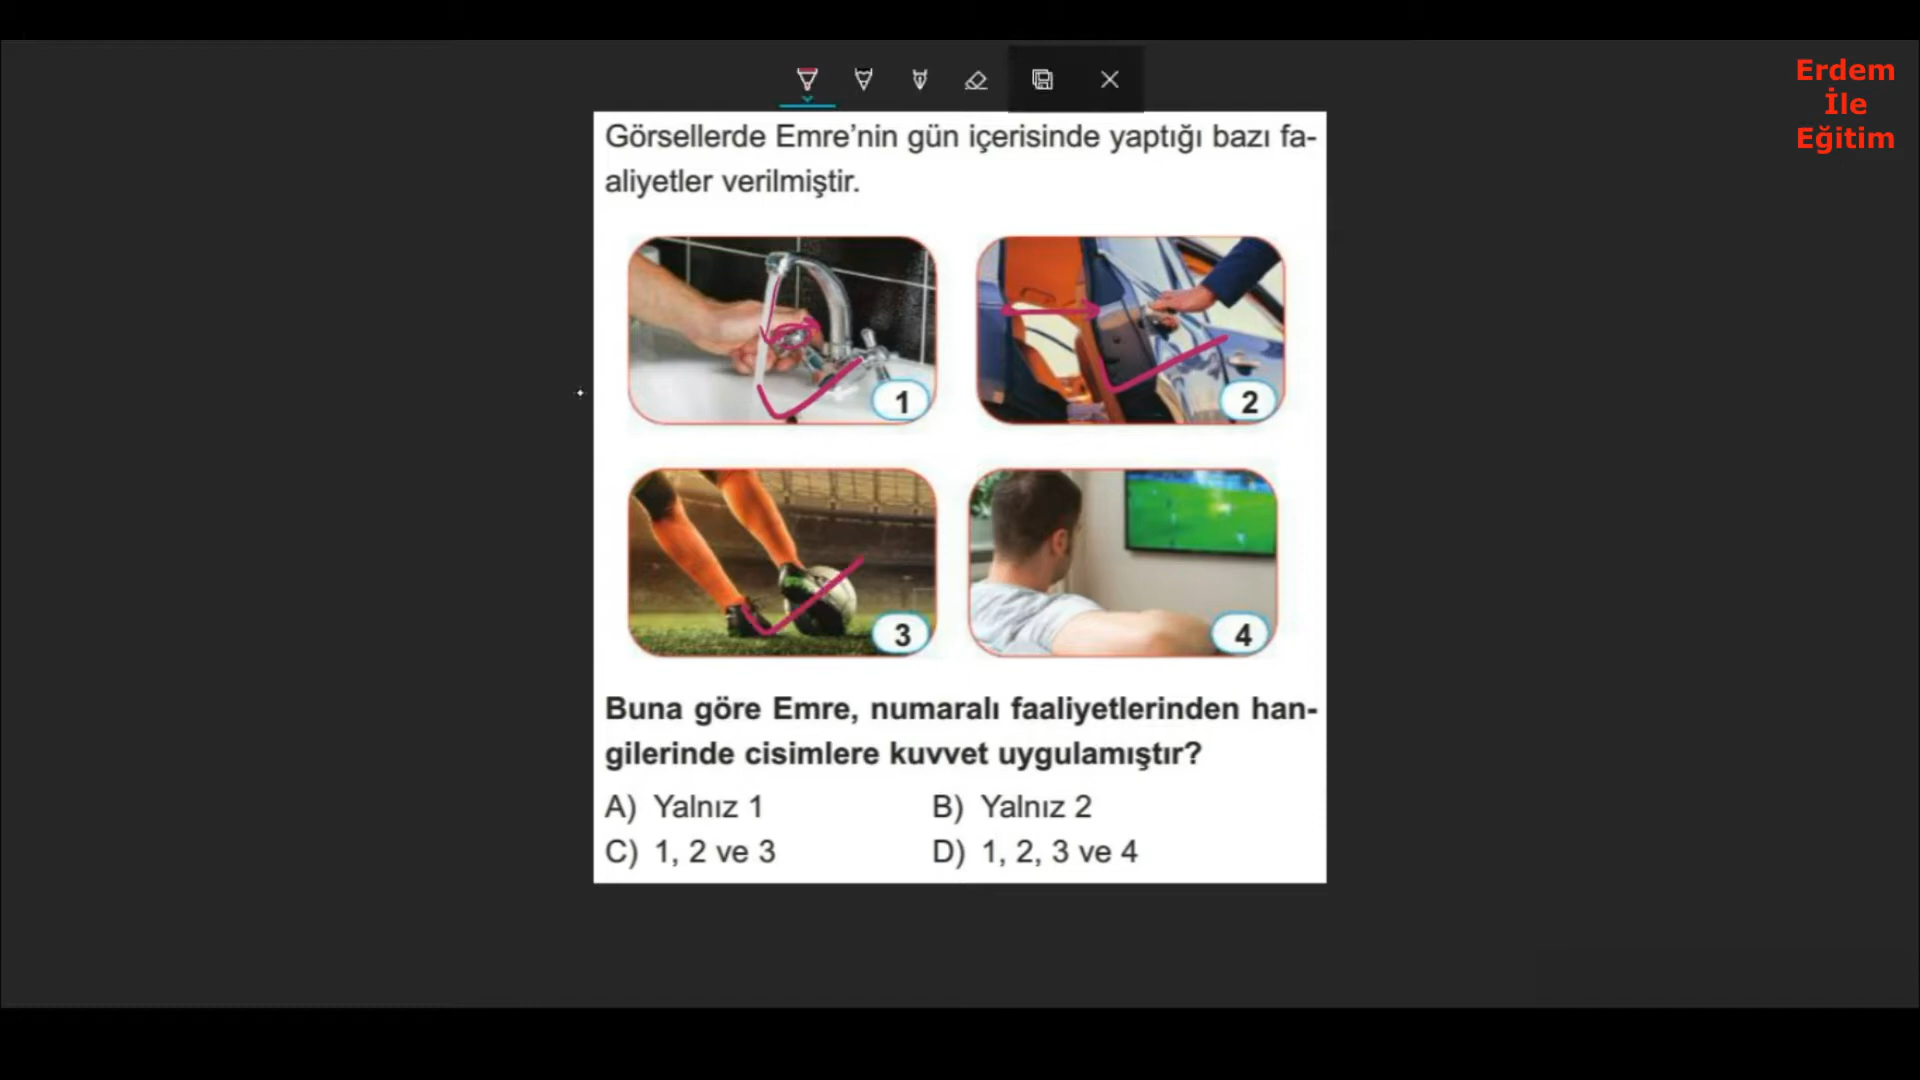 Erdem
İle
Eğitim
Görsellerde Emre'nin gün içerisinde yaptığı bazı fa-
aliyetler verilmiştir.
1
2
3
4
Buna göre Emre, numaralı faaliyetlerinden han-
gilerinde cisimlere kuvvet uygulamıştır?
A) Yalnız 1
B) Yalnız 2
C) 1, 2 ve 3
D) 1, 2, 3 ve 4